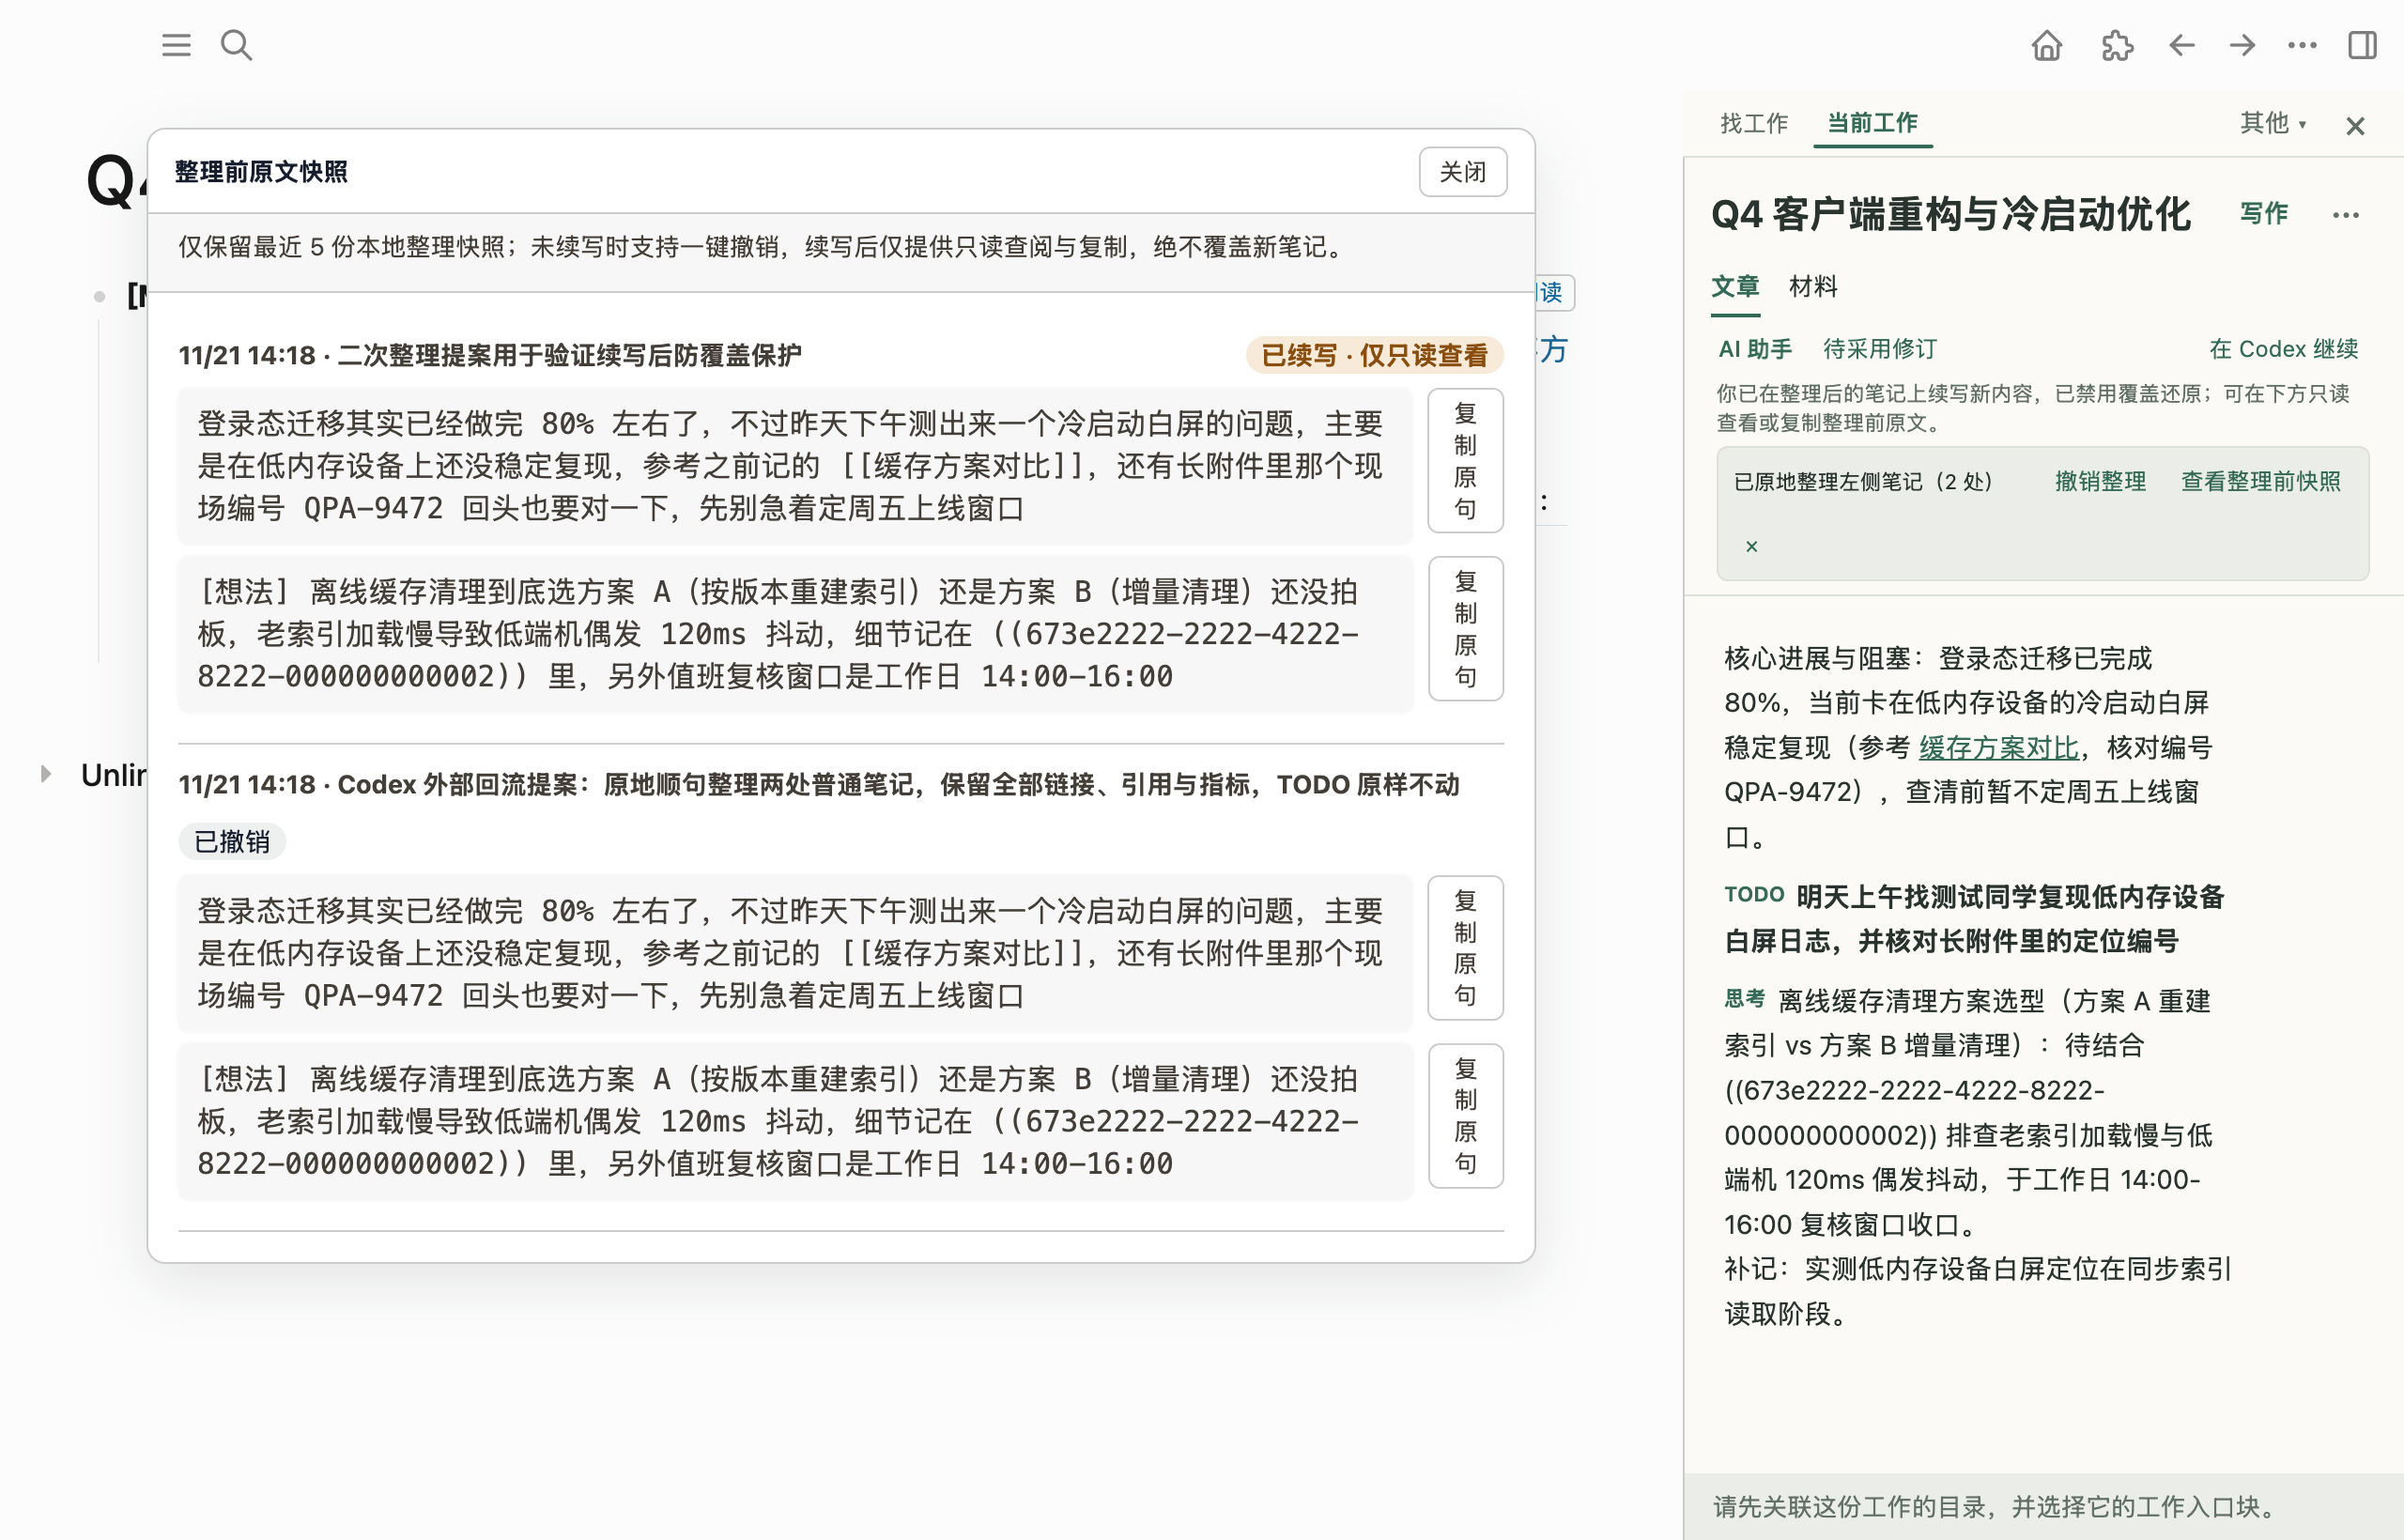 找工作
当前工作
其他 ▾
×
Q4
整理前原文快照
关闭
仅保留最近 5 份本地整理快照；未续写时支持一键撤销，续写后仅提供只读查阅与复制，绝不覆盖新笔记。
读
方
:
Unlin
11/21 14:18 · 二次整理提案用于验证续写后防覆盖保护
已续写 · 仅只读查看
登录态迁移其实已经做完 80% 左右了，不过昨天下午测出来一个冷启动白屏的问题，主要
是在低内存设备上还没稳定复现，参考之前记的 [[缓存方案对比]]，还有长附件里那个现
场编号 QPA-9472 回头也要对一下，先别急着定周五上线窗口
复
制
原
句
[想法] 离线缓存清理到底选方案 A（按版本重建索引）还是方案 B（增量清理）还没拍
板，老索引加载慢导致低端机偶发 120ms 抖动，细节记在 ((673e2222-2222-4222-
8222-000000000002)) 里，另外值班复核窗口是工作日 14:00-16:00
复
制
原
句
11/21 14:18 · Codex 外部回流提案：原地顺句整理两处普通笔记，保留全部链接、引用与指标，TODO 原样不动
已撤销
登录态迁移其实已经做完 80% 左右了，不过昨天下午测出来一个冷启动白屏的问题，主要
是在低内存设备上还没稳定复现，参考之前记的 [[缓存方案对比]]，还有长附件里那个现
场编号 QPA-9472 回头也要对一下，先别急着定周五上线窗口
复
制
原
句
[想法] 离线缓存清理到底选方案 A（按版本重建索引）还是方案 B（增量清理）还没拍
板，老索引加载慢导致低端机偶发 120ms 抖动，细节记在 ((673e2222-2222-4222-
8222-000000000002)) 里，另外值班复核窗口是工作日 14:00-16:00
复
制
原
句
Q4 客户端重构与冷启动优化
写作
···
文章
材料
AI 助手
待采用修订
在 Codex 继续
你已在整理后的笔记上续写新内容，已禁用覆盖还原；可在下方只读
查看或复制整理前原文。
已原地整理左侧笔记（2 处）
撤销整理
查看整理前快照
×
核心进展与阻塞：登录态迁移已完成
80%，当前卡在低内存设备的冷启动白屏
稳定复现（参考 缓存方案对比，核对编号
QPA-9472），查清前暂不定周五上线窗
口。
TODO 明天上午找测试同学复现低内存设备
白屏日志，并核对长附件里的定位编号
思考 离线缓存清理方案选型（方案 A 重建
索引 vs 方案 B 增量清理）：待结合
((673e2222-2222-4222-8222-
000000000002)) 排查老索引加载慢与低
端机 120ms 偶发抖动，于工作日 14:00-
16:00 复核窗口收口。
补记：实测低内存设备白屏定位在同步索引
读取阶段。
请先关联这份工作的目录，并选择它的工作入口块。